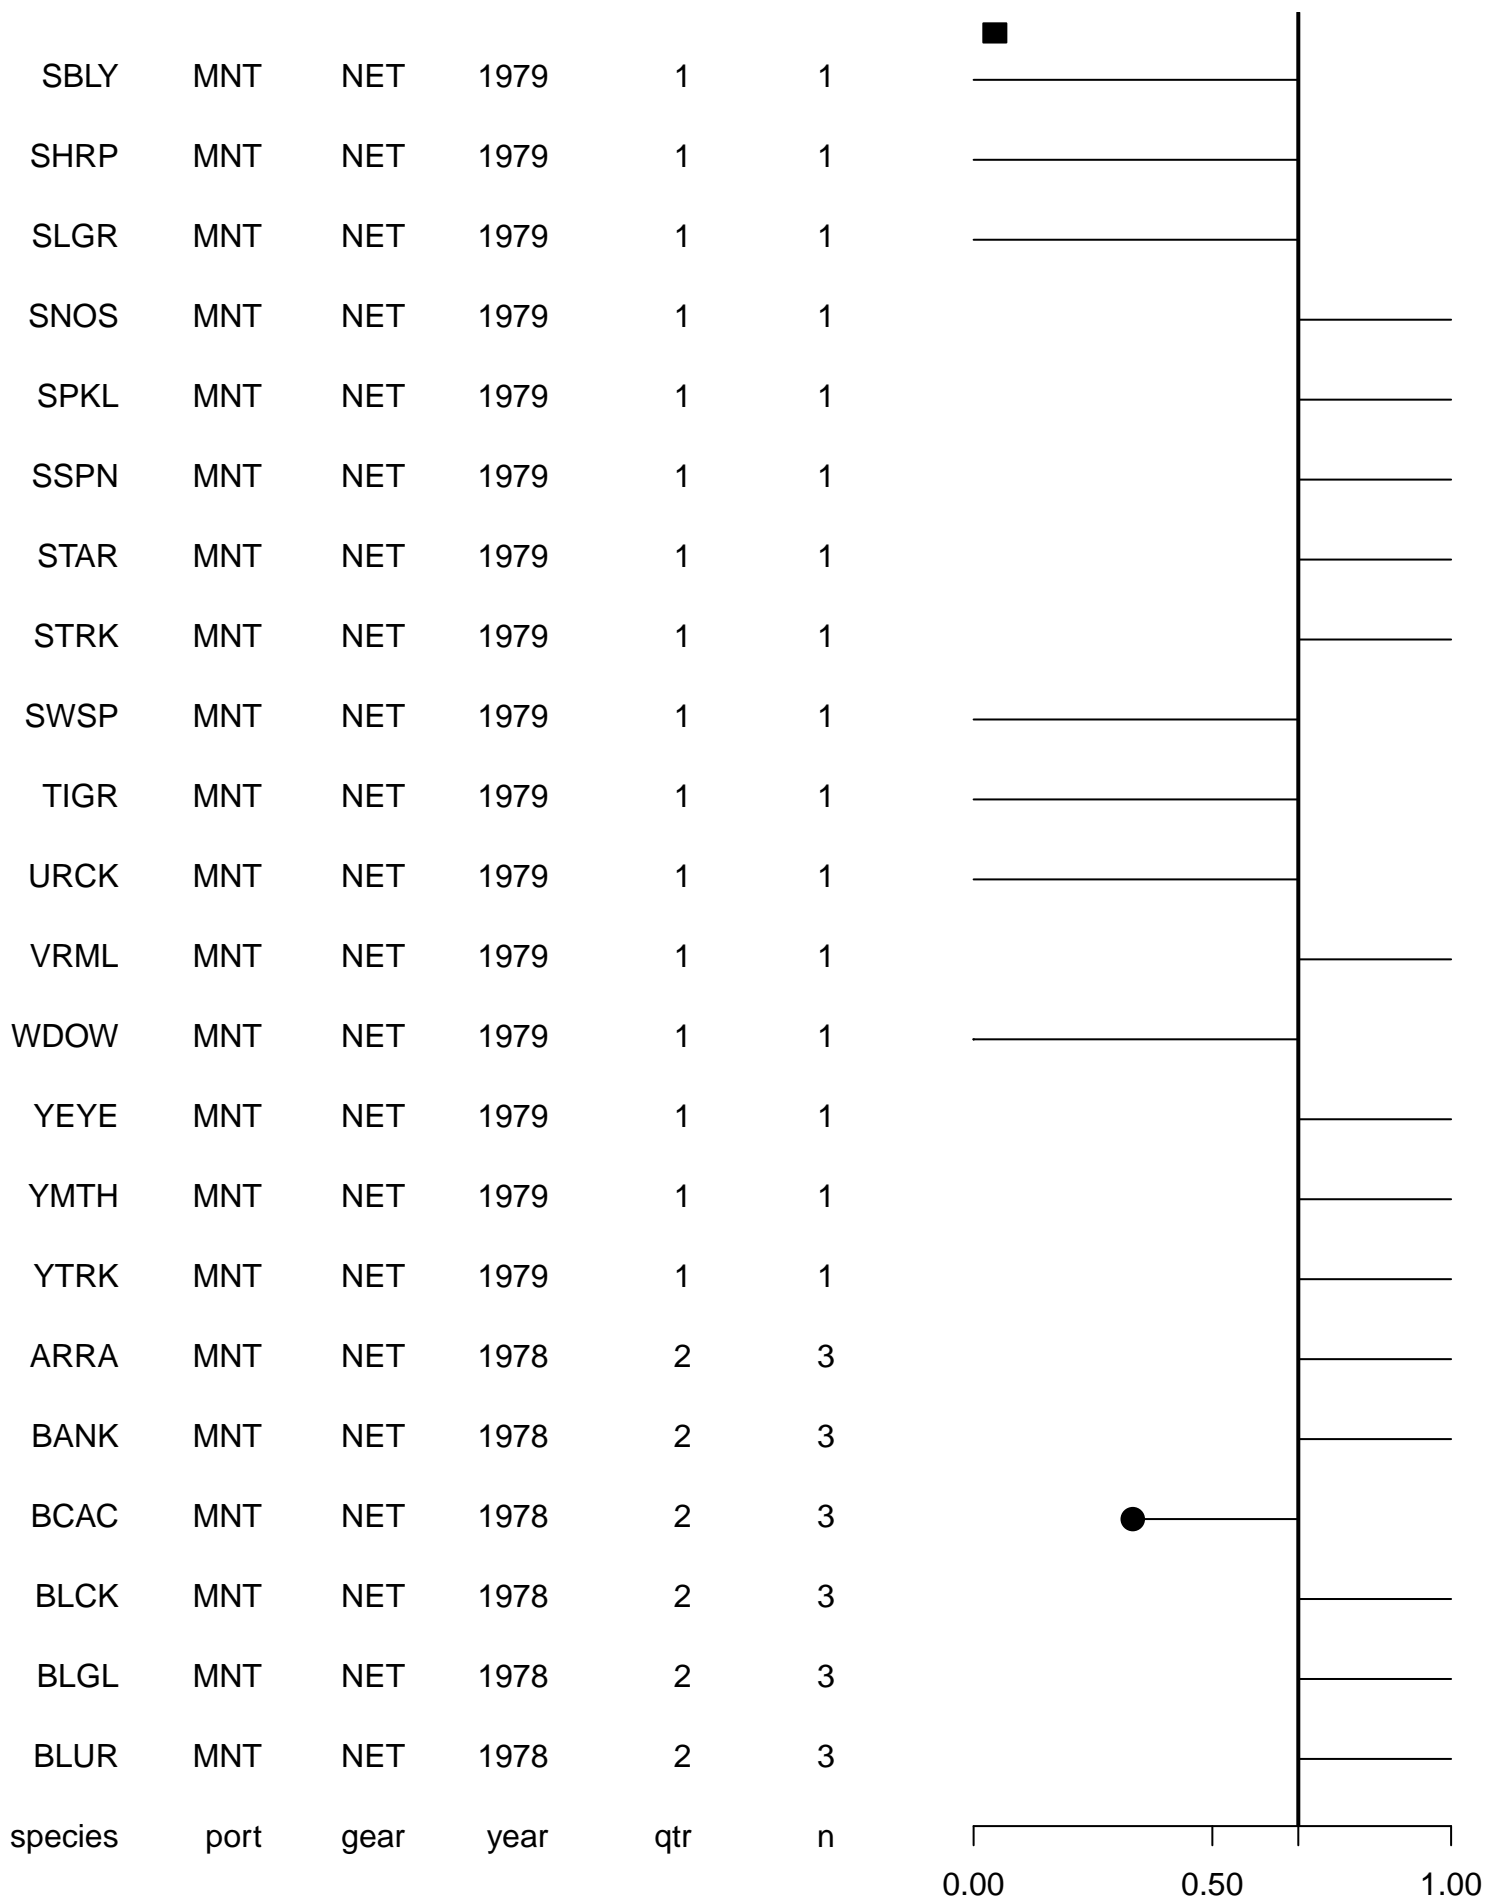 SBLY MNT NET 1979 1 1
SHRP MNT NET 1979 1 1
SLGR MNT NET 1979 1 1
SNOS MNT NET 1979 1 1
SPKL MNT NET 1979 1 1
SSPN MNT NET 1979 1 1
STAR MNT NET 1979 1 1
STRK MNT NET 1979 1 1
SWSP MNT NET 1979 1 1
TIGR MNT NET 1979 1 1
URCK MNT NET 1979 1 1
VRML MNT NET 1979 1 1
WDOW MNT NET 1979 1 1
YEYE MNT NET 1979 1 1
YMTH MNT NET 1979 1 1
YTRK MNT NET 1979 1 1
ARRA MNT NET 1978 2 3
BANK MNT NET 1978 2 3
BCAC MNT NET 1978 2 3
BLCK MNT NET 1978 2 3
BLGL MNT NET 1978 2 3
BLUR MNT NET 1978 2 3
species port gear year qtr n
0.00 0.50 1.00